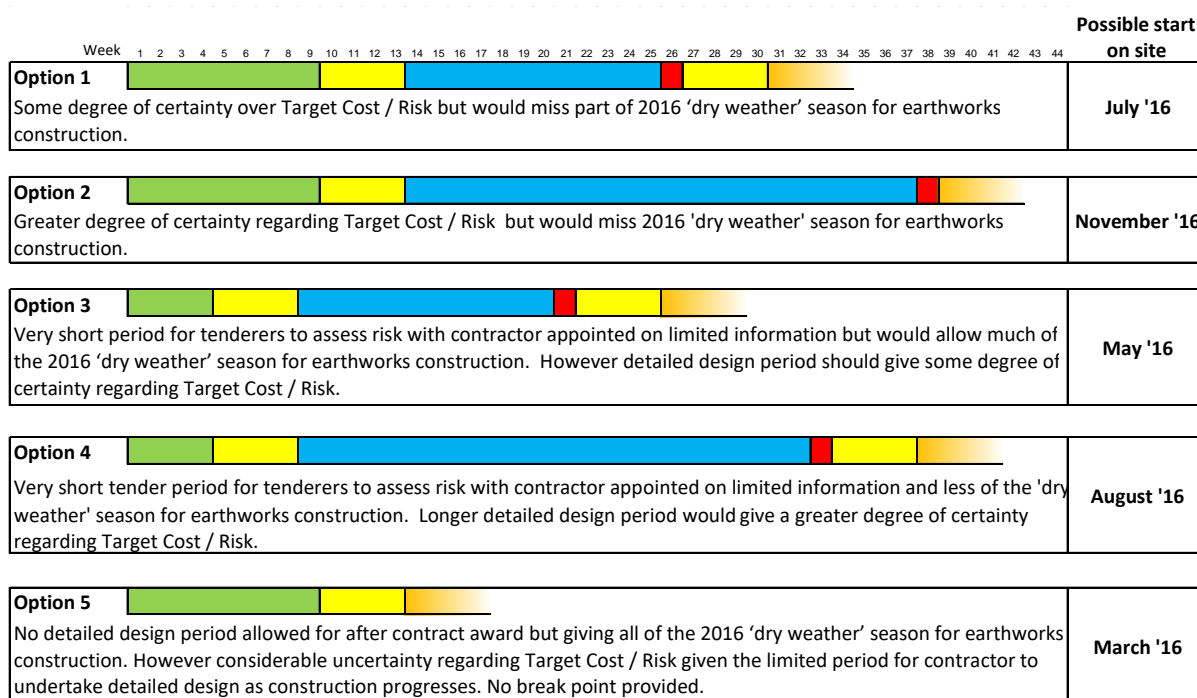 Possible start
on site
Week 1 2 3 4 5 6 7 8 9 10 11 12 13 14 15 16 17 18 19 20 21 22 23 24 25 26 27 28 29 30 31 32 33 34 35 36 37 38 39 40 41 42 43 44
Option 1
Some degree of certainty over Target Cost / Risk but would miss part of 2016 ‘dry weather’ season for earthworks
construction.
July '16
Option 2
Greater degree of certainty regarding Target Cost / Risk  but would miss 2016 'dry weather' season for earthworks
construction.
November '16
Option 3
Very short period for tenderers to assess risk with contractor appointed on limited information but would allow much of
the 2016 ‘dry weather’ season for earthworks construction.  However detailed design period should give some degree of
certainty regarding Target Cost / Risk.
May '16
Option 4
Very short tender period for tenderers to assess risk with contractor appointed on limited information and less of the 'dry
weather' season for earthworks construction.  Longer detailed design period would give a greater degree of certainty
regarding Target Cost / Risk.
August '16
Option 5
No detailed design period allowed for after contract award but giving all of the 2016 ‘dry weather’ season for earthworks
construction. However considerable uncertainty regarding Target Cost / Risk given the limited period for contractor to
undertake detailed design as construction progresses. No break point provided.
March '16